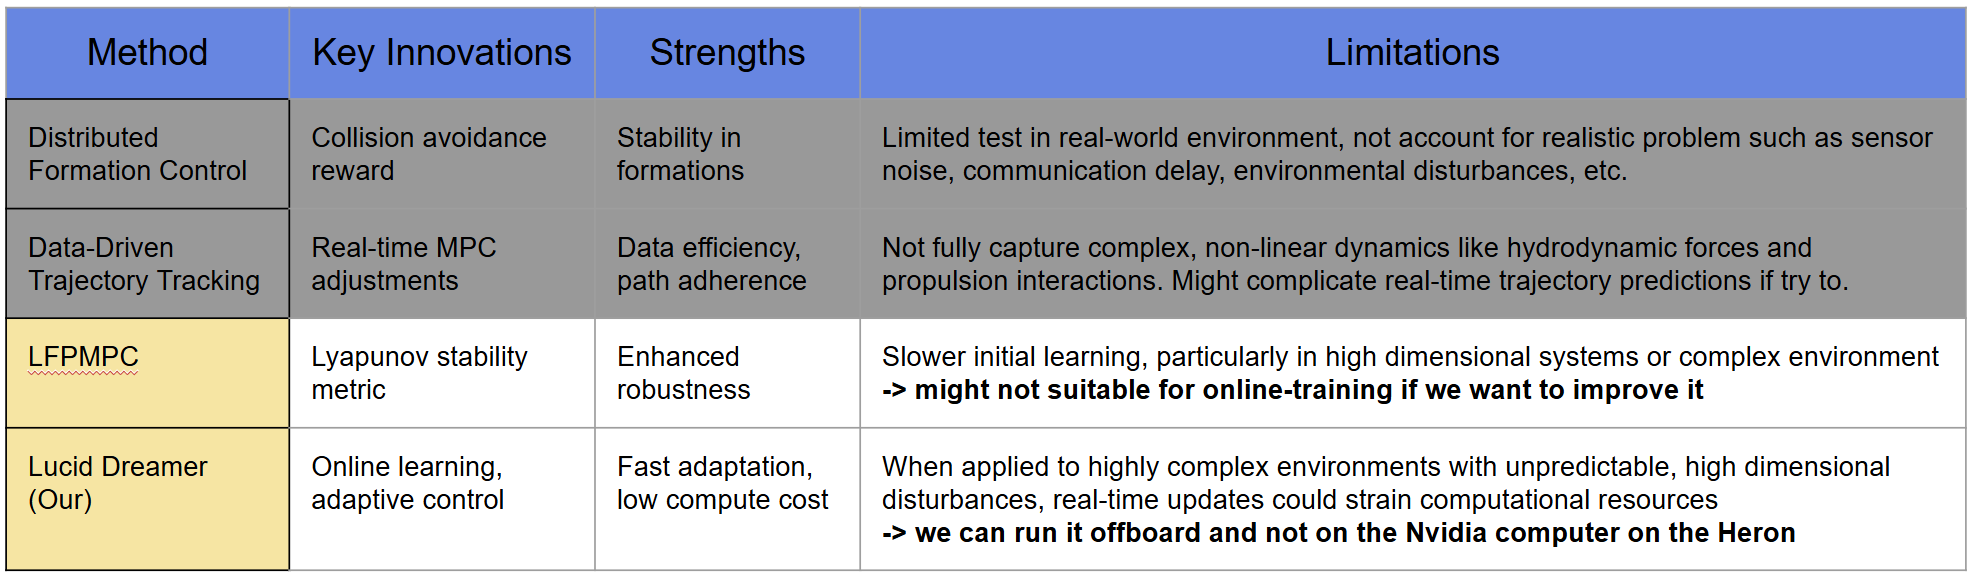 Method Key Innovations Strengths Limitations
Distributed
Formation Control
Collision avoidance
reward
Stability in
formations
Limited test in real-world environment, not account for realistic problem such as sensor
noise, communication delay, environmental disturbances, etc.
Data-Driven
Trajectory Tracking
Real-time MPC
adjustments
Data efficiency,
path adherence
Not fully capture complex, non-linear dynamics like hydrodynamic forces and
propulsion interactions. Might complicate real-time trajectory predictions if try to.
LFPMPC
Lyapunov stability
metric
Enhanced
robustness
Slower initial learning, particularly in high dimensional systems or complex environment
-> might not suitable for online-training if we want to improve it
Lucid Dreamer
(Our)
Online learning,
adaptive control
Fast adaptation,
low compute cost
When applied to highly complex environments with unpredictable, high dimensional
disturbances, real-time updates could strain computational resources
-> we can run it offboard and not on the Nvidia computer on the Heron